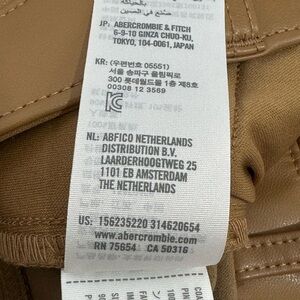 صنع في الصين
JP: ABERCROMBIE & FITCH
6-9-10 GINZA CHUO-KU,
TOKYO, 104-0061, JAPAN
KR: (우편번호 05551)
서울 송파구 올림픽로
300 롯데월드몰 1층 제8호
00308 12 3569
NL: ABFICO NETHERLANDS
DISTRIBUTION B.V.
LAARDERHOOGTWEG 25
1101 EB AMSTERDAM
THE NETHERLANDS
US: 156235220 314620654
www.abercrombie.com
RN 75654 CA 50316